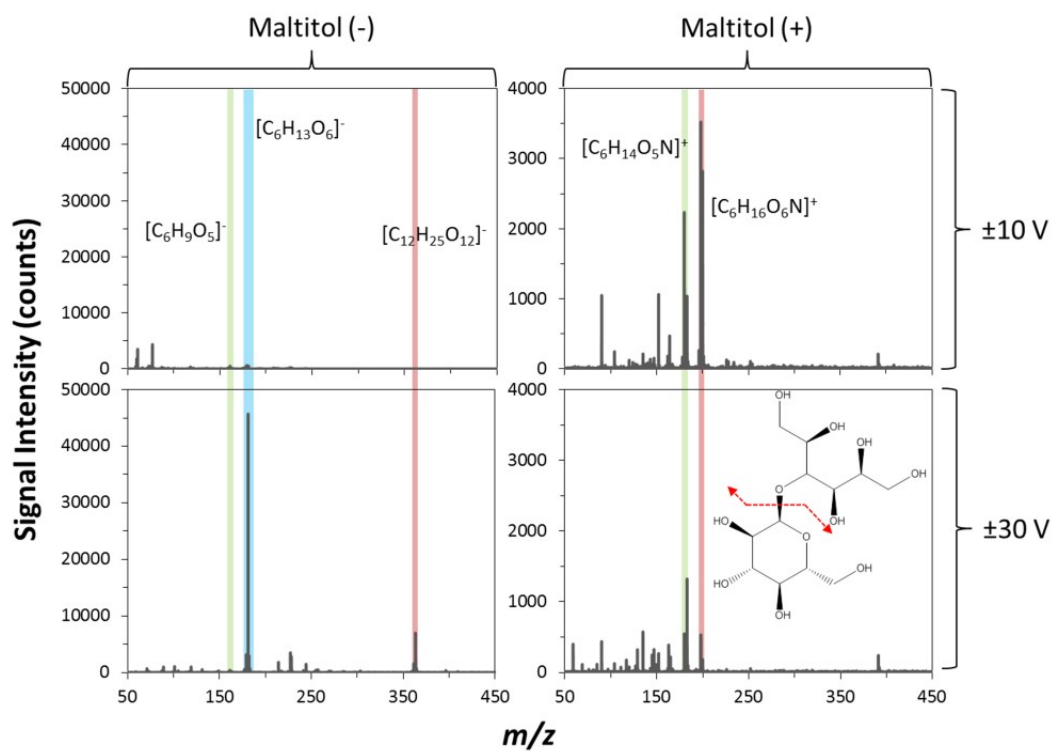 Maltitol (-)
Maltitol (+)
Signal Intensity (counts)
50000
40000
30000
20000
10000
0
[C₆H₁₃O₆]⁻
[C₆H₉O₅]⁻
[C₁₂H₂₅O₁₂]⁻
4000
3000
2000
1000
0
[C₆H₁₄O₅N]⁺
[C₆H₁₆O₆N]⁺
±10 V
50000
40000
30000
20000
10000
0
50 150 250 350 450
4000
3000
2000
1000
0
50 150 250 350 450
OH
OH
OH
OH
O
OH
HO
O
HO
OH
OH
±30 V
m/z